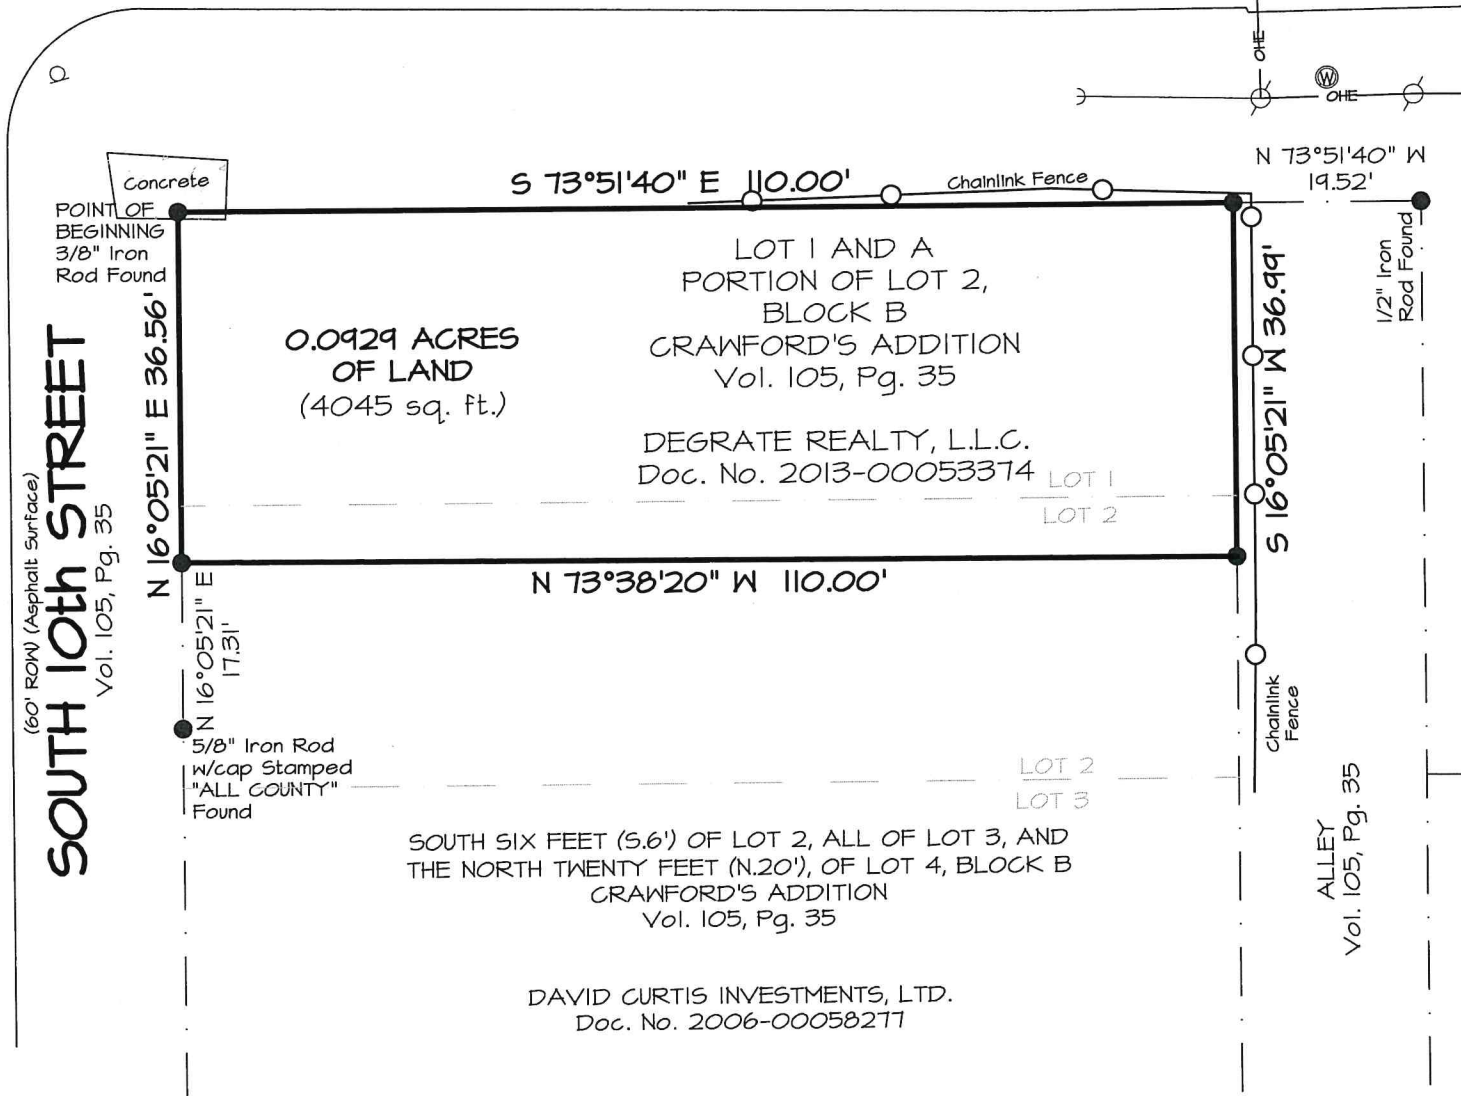 OHE
W
OHE
N 73°51'40" W
19.52'
Concrete
S 73°51'40" E 110.00'
Chainlink Fence
POINT OF
BEGINNING
3/8" Iron
Rod Found
1/2" Iron
Rod Found
LOT 1 AND A
PORTION OF LOT 2,
BLOCK B
CRAWFORD'S ADDITION
Vol. 105, Pg. 35
0.0929 ACRES
OF LAND
(4045 sq. ft.)
N 16°05'21" E 36.56'
S 16°05'21" W 36.99'
DEGRATE REALTY, L.L.C.
Doc. No. 2013-00053374
LOT 1
LOT 2
SOUTH 10th STREET
(60' ROW) (Asphalt Surface)
Vol. 105, Pg. 35
N 73°38'20" W 110.00'
N 16°05'21" E
17.31'
5/8" Iron Rod
w/cap Stamped
"ALL COUNTY"
Found
Chainlink
Fence
LOT 2
LOT 3
SOUTH SIX FEET (S.6') OF LOT 2, ALL OF LOT 3, AND
THE NORTH TWENTY FEET (N.20'), OF LOT 4, BLOCK B
CRAWFORD'S ADDITION
Vol. 105, Pg. 35
ALLEY
Vol. 105, Pg. 35
DAVID CURTIS INVESTMENTS, LTD.
Doc. No. 2006-00058277